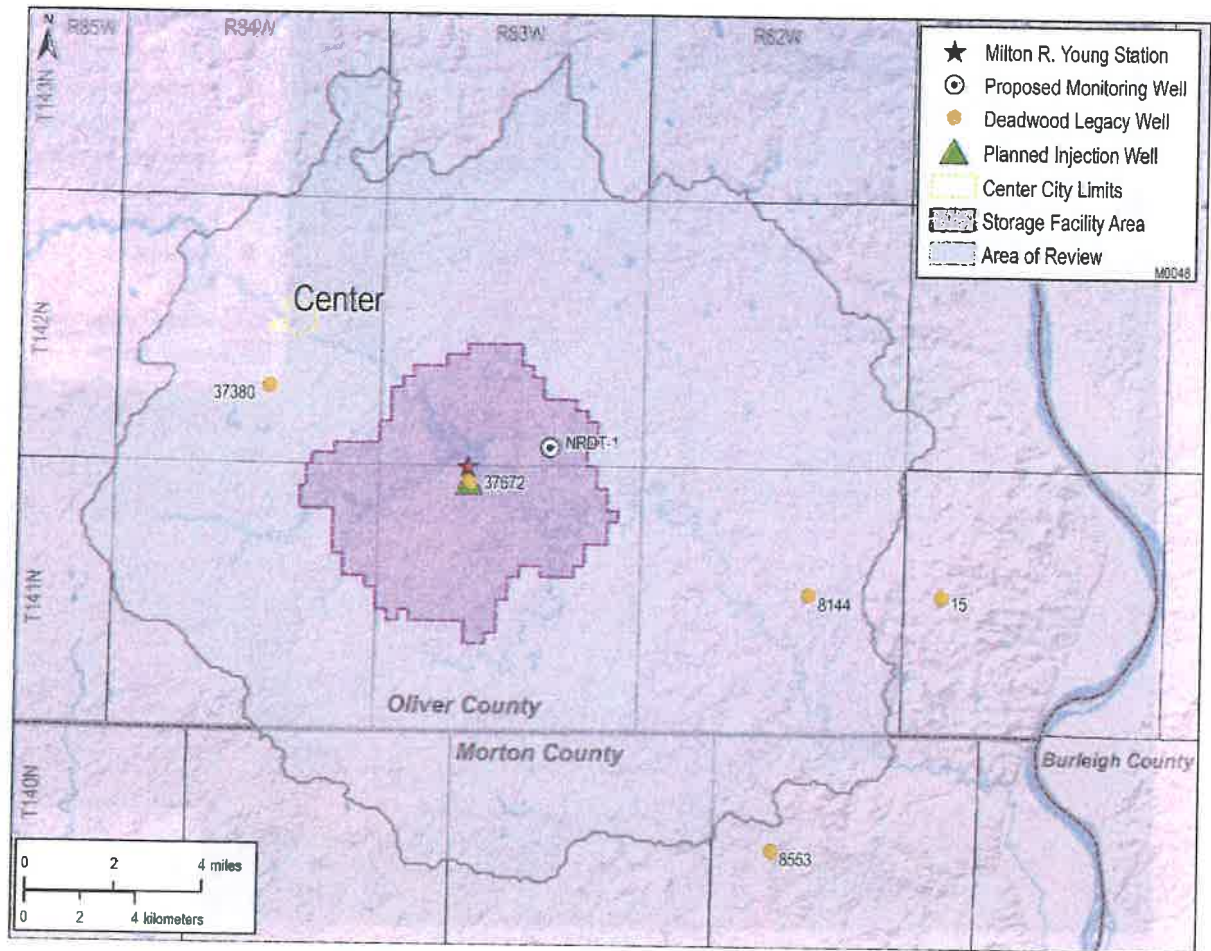 N
R85W
R84W
R83W
R82W
T143N
T142N
T141N
T140N
Milton R. Young Station
Proposed Monitoring Well
Deadwood Legacy Well
Planned Injection Well
Center City Limits
Storage Facility Area
Area of Review
M0048
Center
37380
NRDT-1
37672
8144
15
Oliver County
Morton County
Burleigh County
8553
0 2 4 miles
0 2 4 kilometers